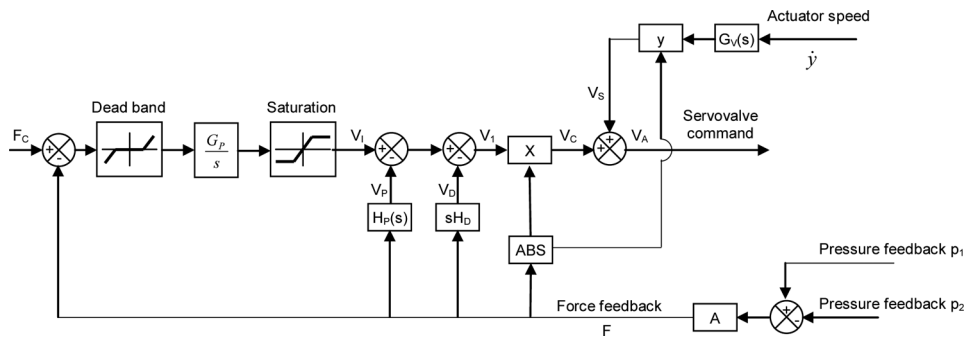 Actuator speed
y
G_V(s)
ẏ
V_S
Dead band
Saturation
Servovalve
command
F_C
+
-
G_P
s
V_I
+
-
+
-
V_1
X
V_C
+
+
V_A
V_P
V_D
H_P(s)
sH_D
ABS
Pressure feedback p_1
Force feedback
F
A
+
-
Pressure feedback p_2